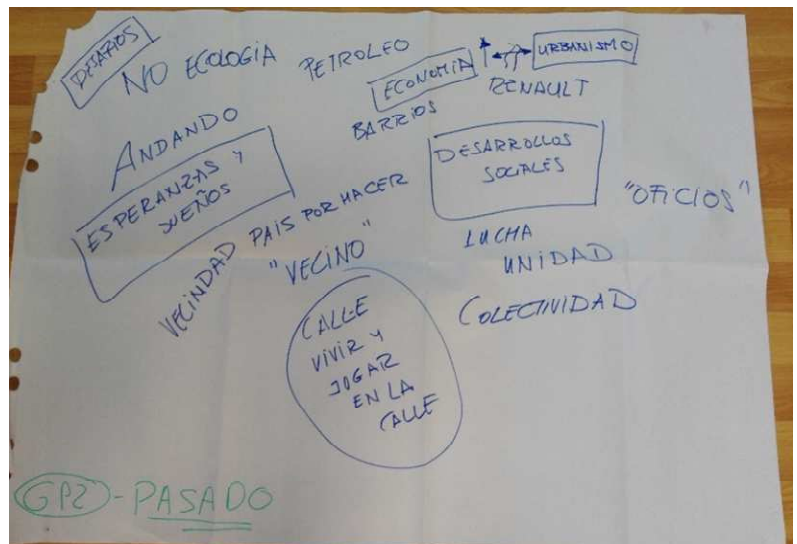 DESAFIOS
NO ECOLOGIA
PETROLEO
ECONOMIA
URBANISMO
RENAULT
BARRIOS
ANDANDO
ESPERANZAS Y
SUEÑOS
DESARROLLOS
SOCIALES
"OFICIOS"
VECINDAD
PAIS POR HACER
"VECINO"
LUCHA
UNIDAD
COLECTIVIDAD
CALLE
VIVIR Y
JOGAR
EN LA
CALLE
GP2 - PASADO